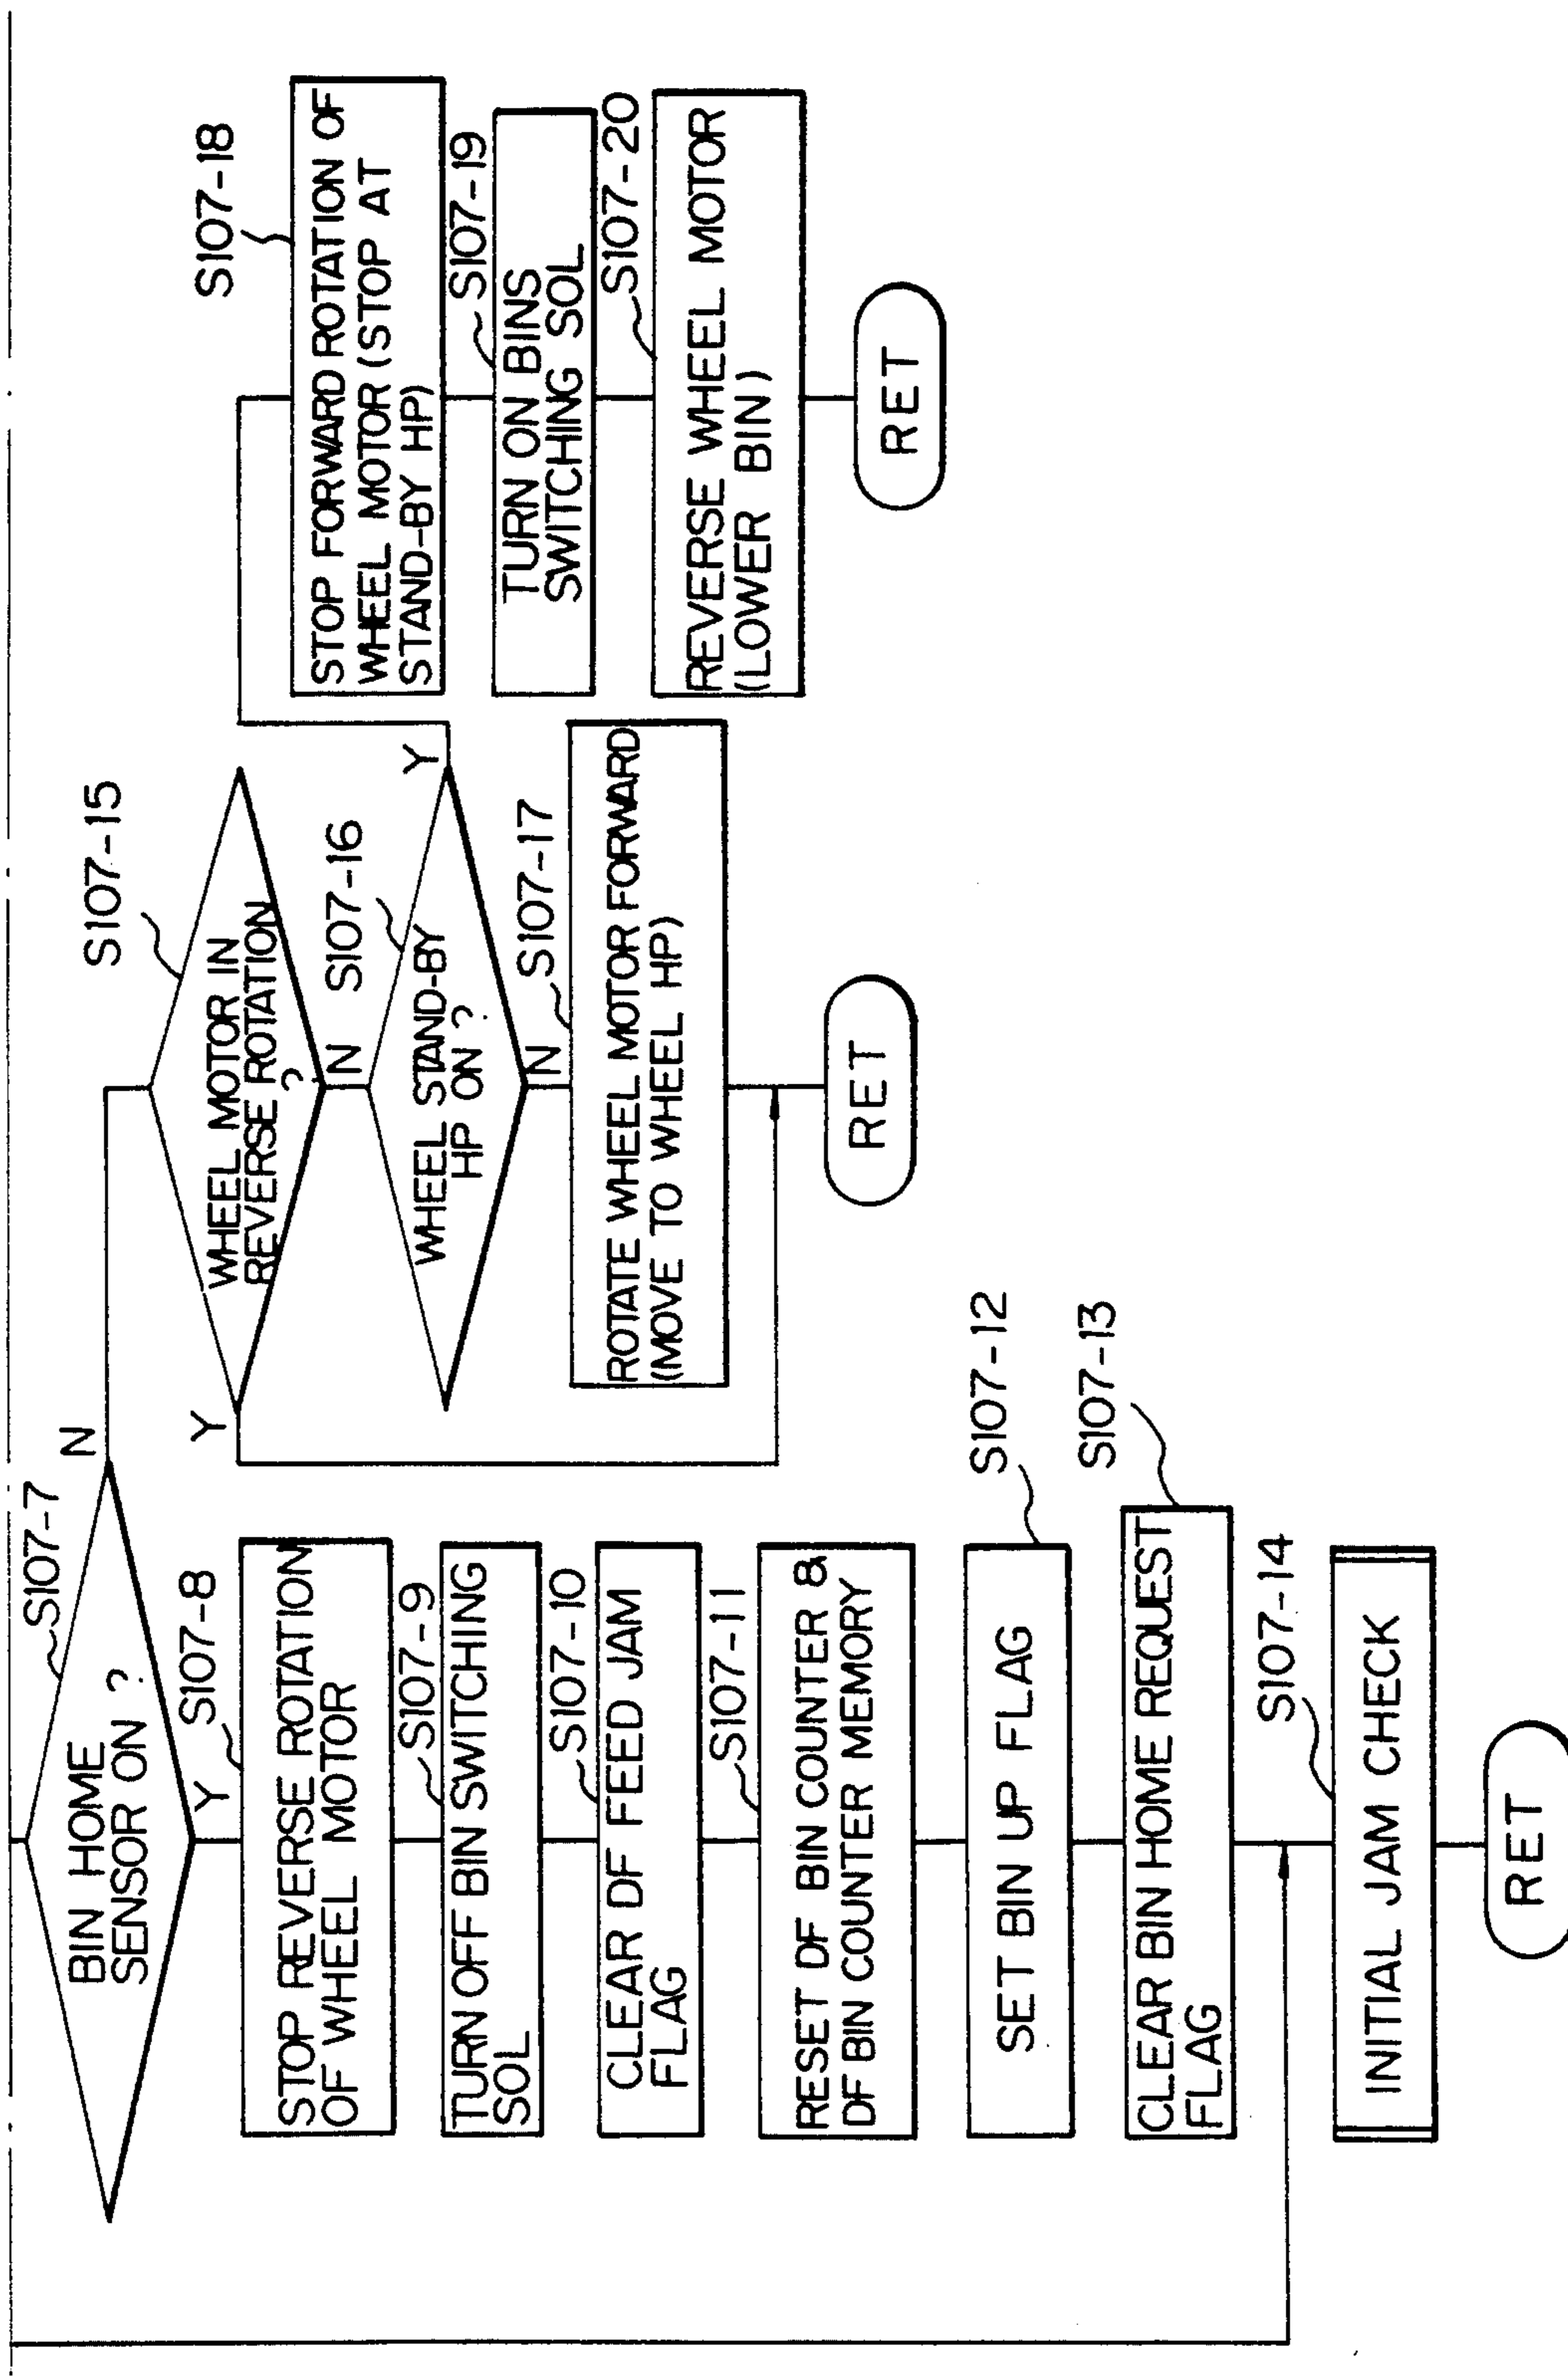 S107-7
BIN HOME
SENSOR ON ?
N
Y
S107-8
STOP REVERSE ROTATION
OF WHEEL MOTOR
S107-9
TURN OFF BIN SWITCHING
SOL
S107-10
CLEAR DF FEED JAM
FLAG
S107-11
RESET DF BIN COUNTER &
DF BIN COUNTER MEMORY
S107-12
SET BIN UP FLAG
S107-13
CLEAR BIN HOME REQUEST
FLAG
S107-14
INITIAL JAM CHECK
RET
S107-15
WHEEL MOTOR IN
REVERSE ROTATION
?
Y
N
S107-16
WHEEL STAND-BY
HP ON ?
Y
N
S107-17
ROTATE WHEEL MOTOR FORWARD
(MOVE TO WHEEL HP)
RET
S107-18
STOP FORWARD ROTATION OF
WHEEL MOTOR (STOP AT
STAND-BY HP)
S107-19
TURN ON BINS
SWITCHING SOL
S107-20
REVERSE WHEEL MOTOR
(LOWER BIN)
RET